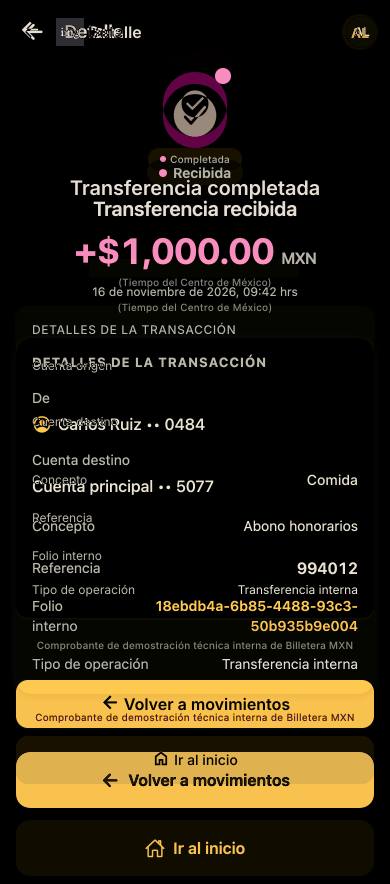 Detalle
AL
Completada
Recibida
Transferencia completada
Transferencia recibida
+$1,000.00 MXN
(Tiempo del Centro de México)
16 de noviembre de 2026, 09:42 hrs
(Tiempo del Centro de México)
DETALLES DE LA TRANSACCIÓN
DETALLES DE LA TRANSACCIÓN
Cuenta origen
De
Cuenta destino
Carlos Ruiz •• 0484
Cuenta destino
Concepto Comida
Cuenta principal •• 5077
Referencia
Concepto Abono honorarios
Folio interno
Referencia 994012
Tipo de operación Transferencia interna
Folio 18ebdb4a-6b85-4488-93c3-
interno 50b935b9e004
Comprobante de demostración técnica interna de Billetera MXN
Tipo de operación Transferencia interna
Volver a movimientos
Comprobante de demostración técnica interna de Billetera MXN
Ir al inicio
Volver a movimientos
Ir al inicio